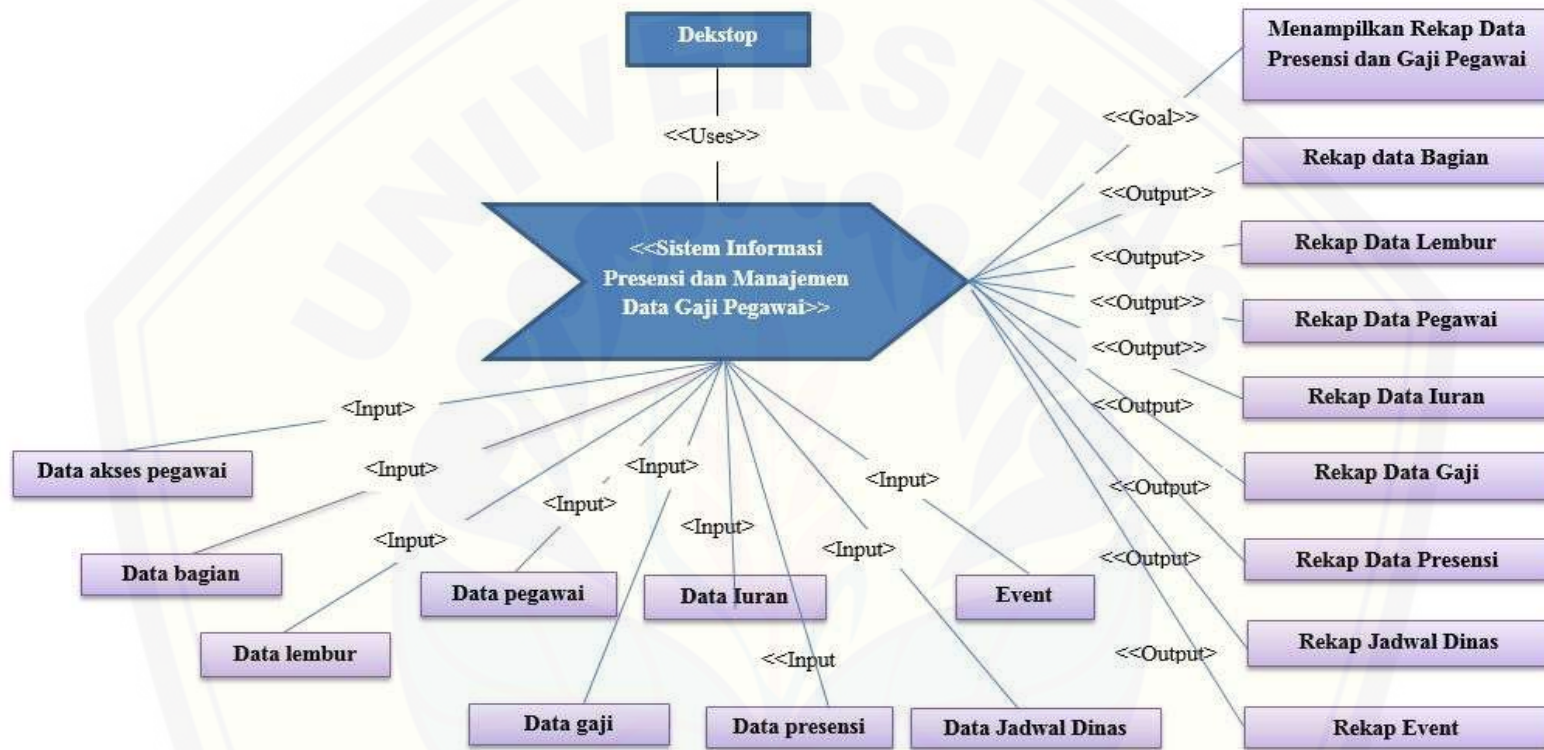 UNIVERSITAS
Dekstop
<<Uses>>
<<Sistem Informasi
Presensi dan Manajemen
Data Gaji Pegawai>>
Menampilkan Rekap Data
Presensi dan Gaji Pegawai
<<Goal>>
Rekap data Bagian
<<Output>>
Rekap Data Lembur
<<Output>>
<<Output>>
Rekap Data Pegawai
<<Output>>
Rekap Data Iuran
<<Output>>
Rekap Data Gaji
<<Output>>
Rekap Data Presensi
<<Output>>
Rekap Jadwal Dinas
<<Output>>
Rekap Event
<Input>
Data akses pegawai
<Input>
Data bagian
<Input>
Data lembur
<Input>
Data pegawai
<Input>
Data gaji
<Input>
Data Iuran
<<Input
Data presensi
<Input>
Data Jadwal Dinas
<Input>
Event